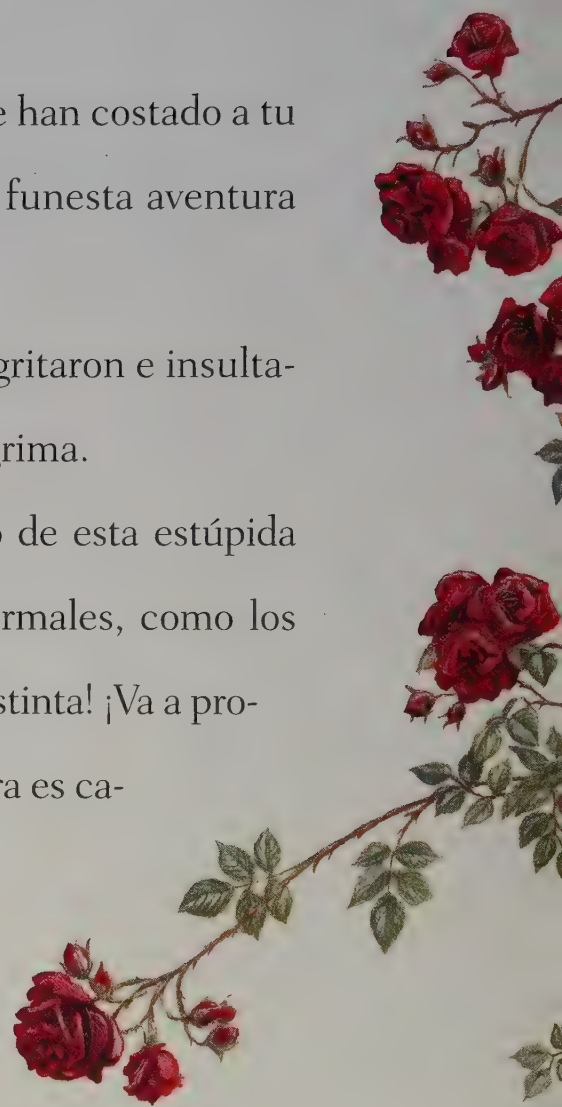 e han costado a tu
funesta aventura
gritaron e insulta-
rima.
o de esta estúpida
rmales, como los
stinta! ¡Va a pro-
ra es ca-